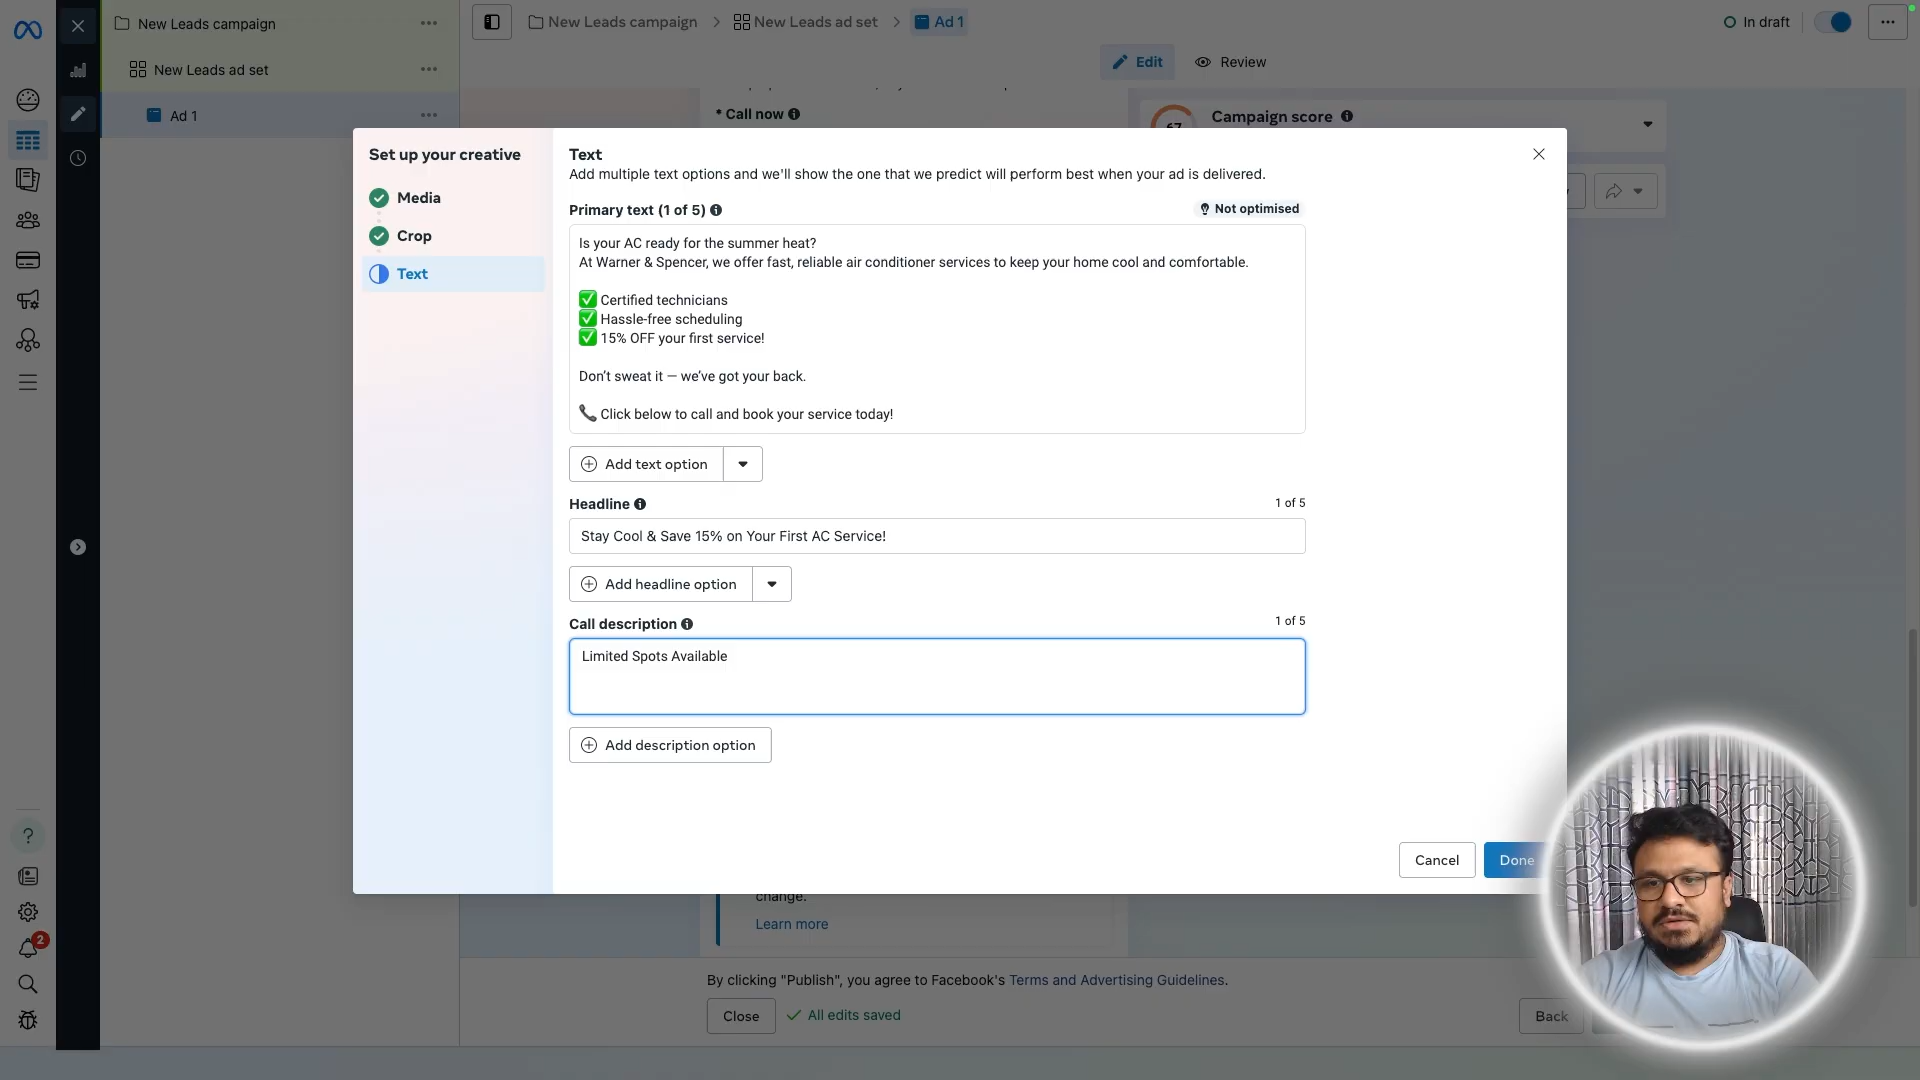 New Leads campaign
New Leads ad set
Ad 1
New Leads campaign
New Leads ad set
Ad 1
In draft
Edit
Review
* Call now
Campaign score
67
Set up your creative
Media
Crop
Text
Text
Add multiple text options and we'll show the one that we predict will perform best when your ad is delivered.
Primary text (1 of 5)
Not optimised
Is your AC ready for the summer heat?
At Warner & Spencer, we offer fast, reliable air conditioner services to keep your home cool and comfortable.
✅ Certified technicians
✅ Hassle-free scheduling
✅ 15% OFF your first service!
Don’t sweat it — we’ve got your back.
📞 Click below to call and book your service today!
Add text option
Headline
1 of 5
Stay Cool & Save 15% on Your First AC Service!
Add headline option
Call description
1 of 5
Limited Spots Available
Add description option
Cancel
Done
change.
Learn more
By clicking "Publish", you agree to Facebook's Terms and Advertising Guidelines.
Close
All edits saved
Back
2